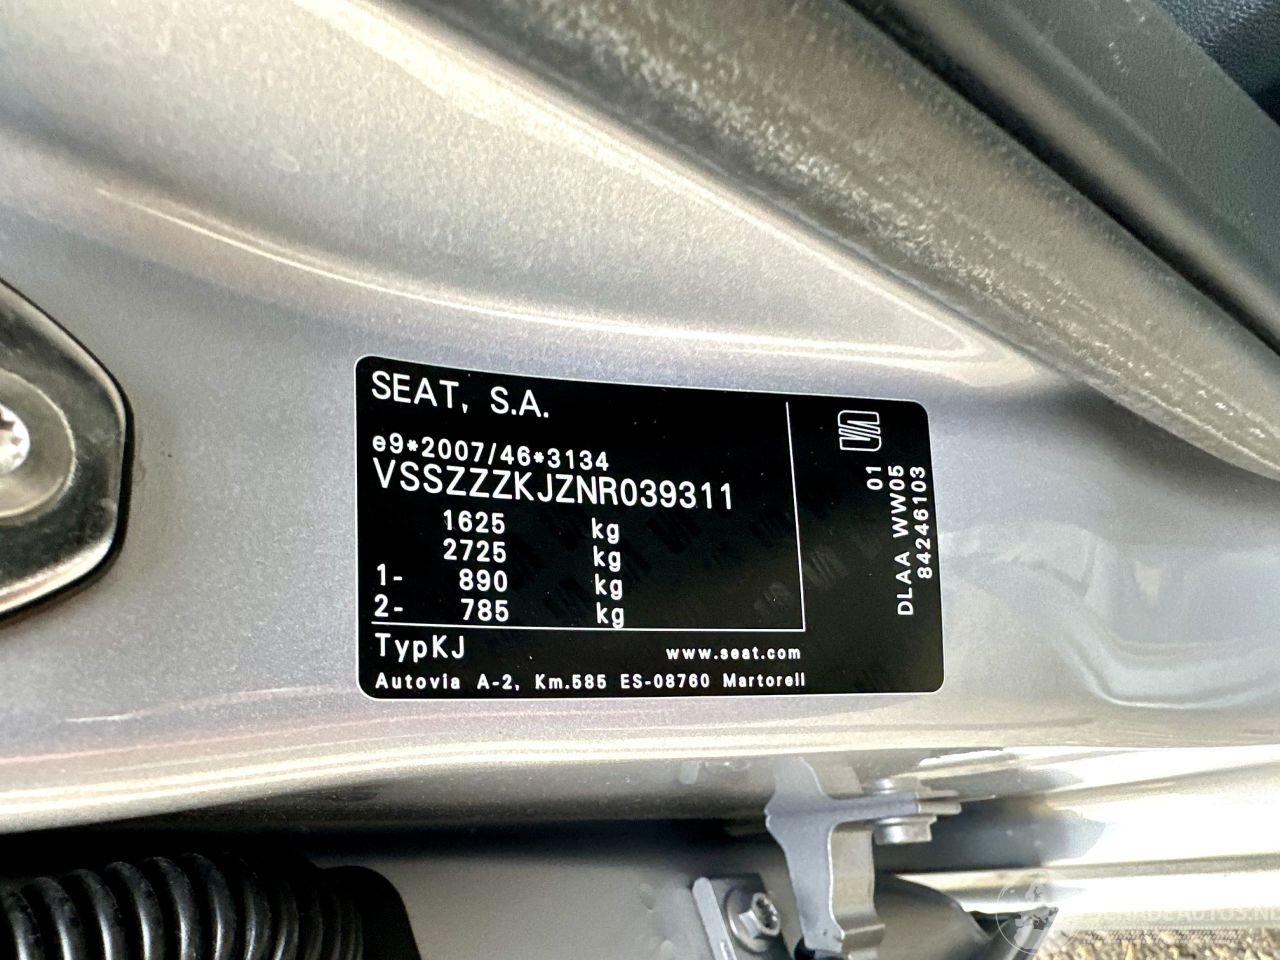 SEAT, S.A.
e9*2007/46*3134
VSSZZZKJZNR039311
1625 kg
2725 kg
1- 890 kg
2- 785 kg
TypKJ www.seat.com
Autovia A-2, Km.585 ES-08760 Martorell
01
DLAA WW05
84246103